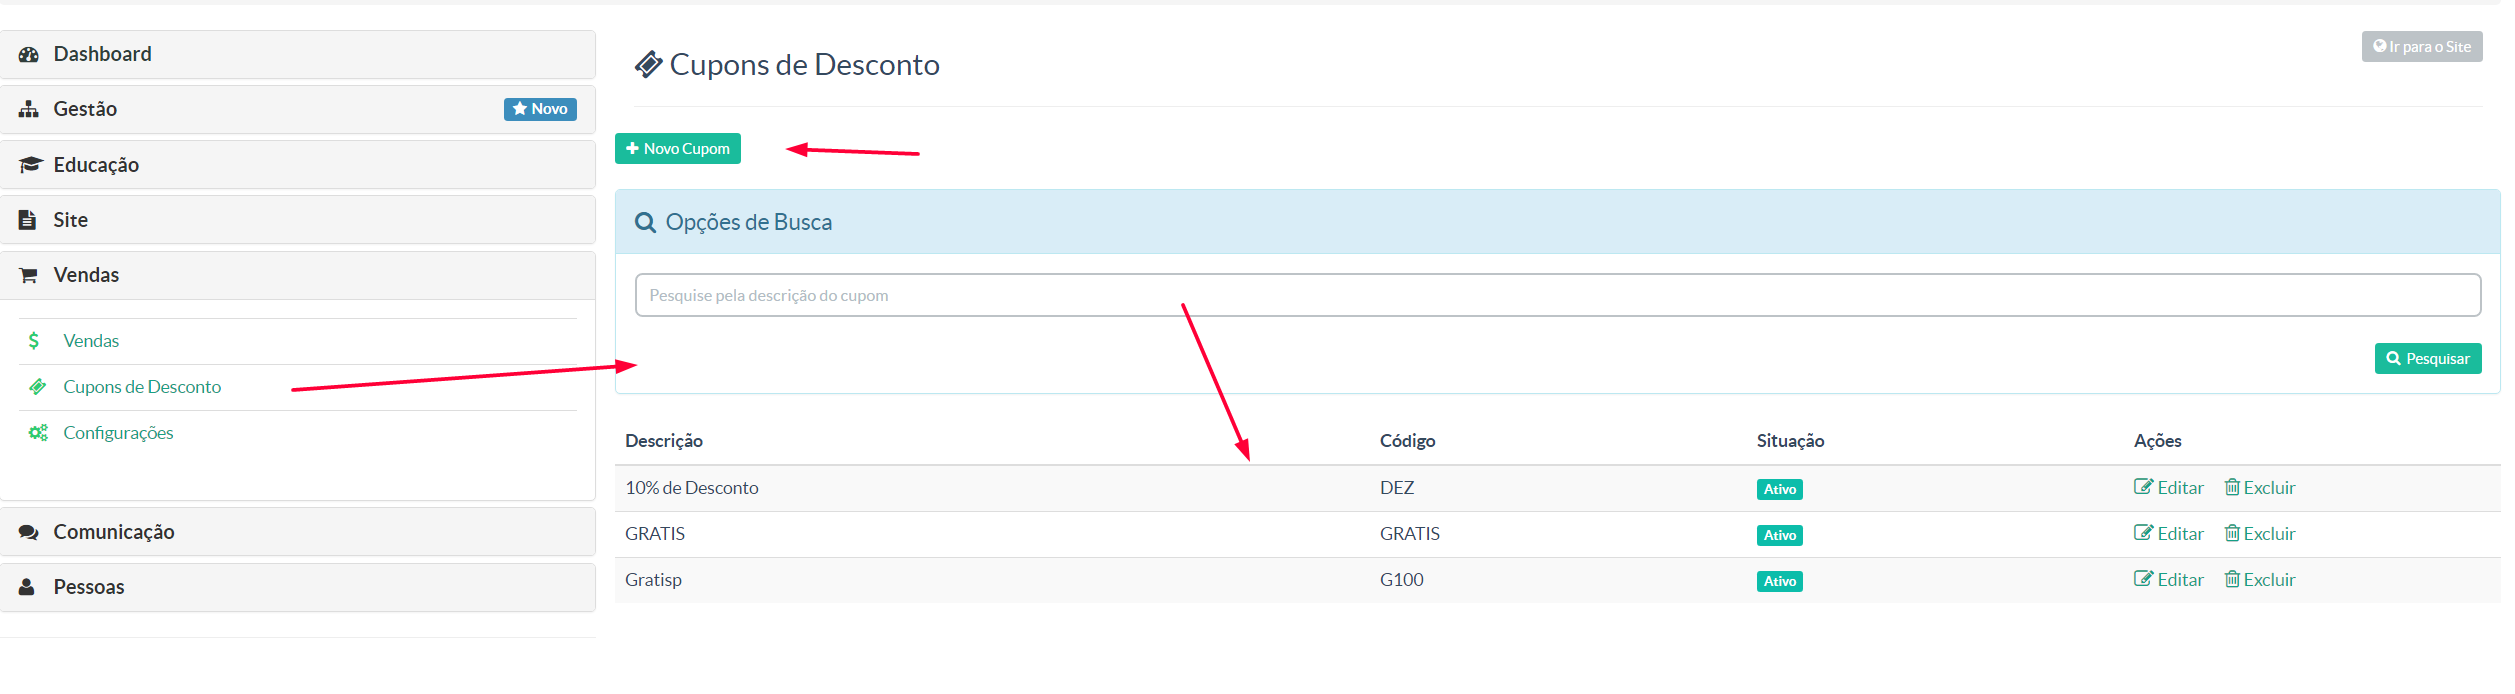 Dashboard
Gestão
Novo
Educação
Site
Vendas
Vendas
Cupons de Desconto
Configurações
Comunicação
Pessoas
Cupons de Desconto
Ir para o Site
Novo Cupom
Opções de Busca
Pesquise pela descrição do cupom
Pesquisar
Descrição Código Situação Ações
10% de Desconto DEZ Ativo Editar Excluir
GRATIS GRATIS Ativo Editar Excluir
Gratisp G100 Ativo Editar Excluir